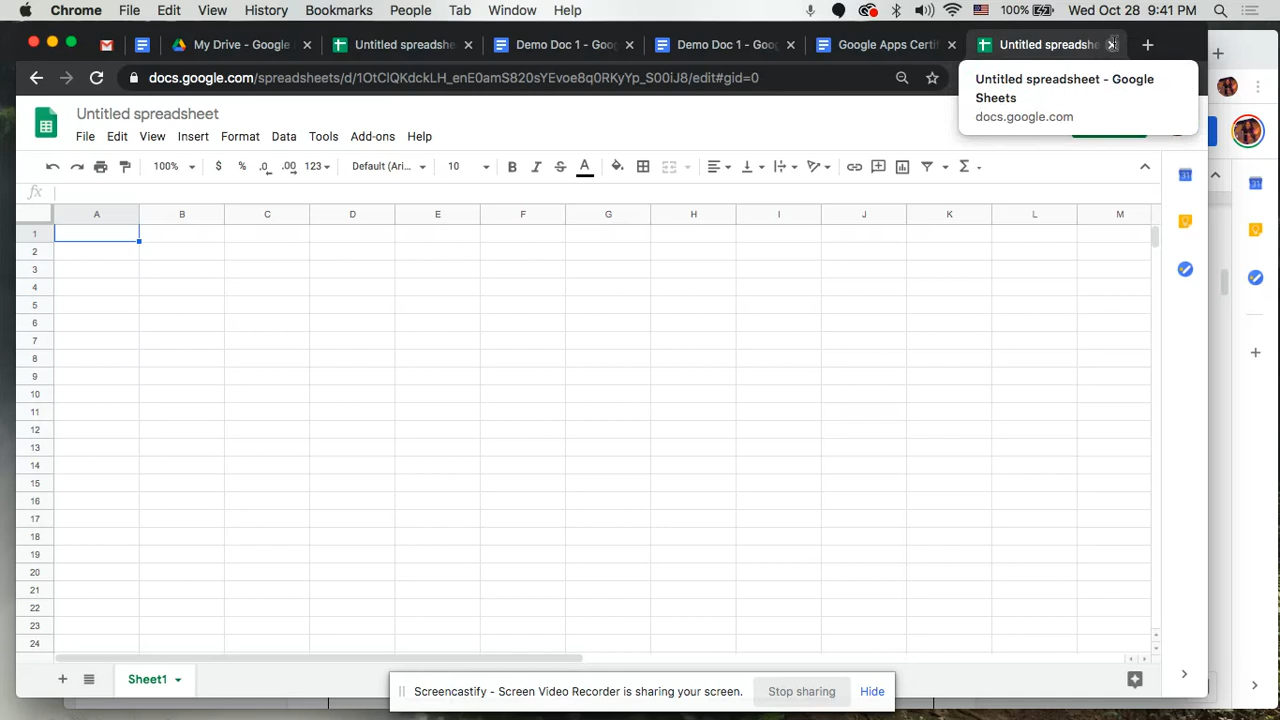 Chrome File Edit View History Bookmarks People Tab Window Help 100% Wed Oct 28 9:41 PM
My Drive - Google Untitled spreadshe Demo Doc 1 - Goo Demo Doc 1 - Goo Google Apps Certif Untitled spreadshe
docs.google.com/spreadsheets/d/1OtClQKdckLH_enE0amS820sYEvoe8q0RKyYp_S00iJ8/edit#gid=0
Untitled spreadsheet - Google
Sheets
docs.google.com
Untitled spreadsheet
File Edit View Insert Format Data Tools Add-ons Help
100% $ % .0 .00 123 Default (Ari... 10 B I S A Σ
fx
A B C D E F G H I J K L M
1
2
3
4
5
6
7
8
9
10
11
12
13
14
15
16
17
18
19
20
21
22
23
24
Sheet1
Screencastify - Screen Video Recorder is sharing your screen. Stop sharing Hide